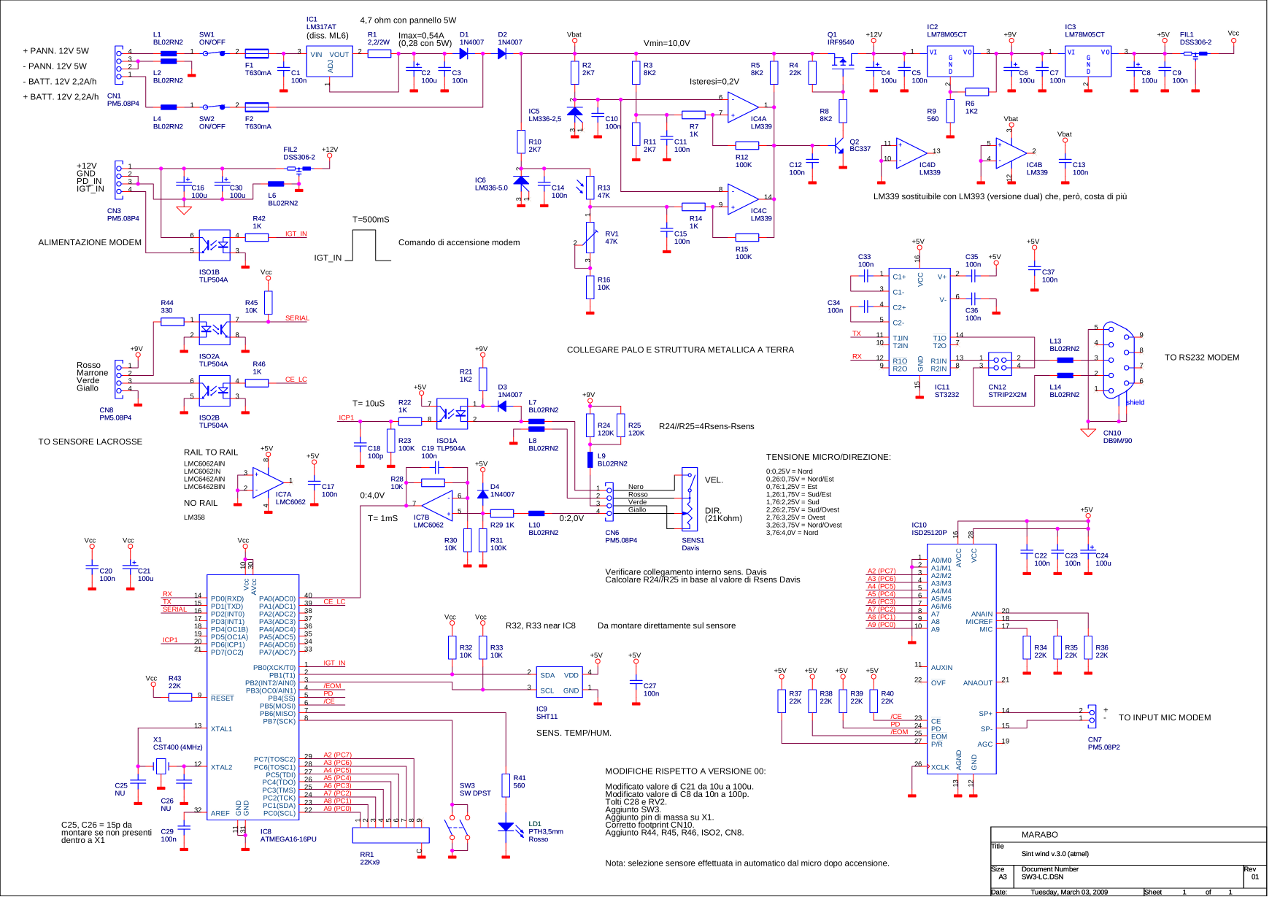 + PANN. 12V 5W
- PANN. 12V 5W
- BATT. 12V 2,2A/h
+ BATT. 12V 2,2A/h
CN1
PM5.08P4
L1
BL02RN2
L2
BL02RN2
L4
BL02RN2
SW1
ON/OFF
SW2
ON/OFF
F1
T630mA
F2
T630mA
C1
100n
IC1
LM317AT
(diss. ML6)
VIN VOUT
ADJ
4,7 ohm con pannello 5W
R1
2,2/2W
Imax=0,54A
(0,28 con 5W)
C2
100u
C3
100n
D1
1N4007
D2
1N4007
Vbat
Vmin=10,0V
R2
2K7
R3
8K2
R5
8K2
R4
22K
Isteresi=0,2V
Q1
IRF9540
+12V
C4
100u
C5
100n
IC2
LM78M05CT
VI VO
GND
+9V
C6
100u
C7
100n
IC3
LM78M05CT
VI VO
GND
+5V
C8
100u
C9
100n
FIL1
DSS306-2
Vcc
R9
560
R6
1K2
R8
8K2
Q2
BC337
IC5
LM336-2,5
C10
100n
R10
2K7
R11
2K7
C11
100n
R7
1K
IC4A
LM339
R12
100K
C12
100n
IC4D
LM339
Vbat
IC4B
LM339
Vbat
C13
100n
LM339 sostituibile con LM393 (versione dual) che, però, costa di più
+12V
GND
PD_IN
IGT_IN
CN3
PM5.08P4
FIL2
DSS306-2
+12V
C16
100u
C30
100u
L6
BL02RN2
ALIMENTAZIONE MODEM
ISO1B
TLP504A
R42
1K
IGT_IN
T=500mS
IGT_IN
Comando di accensione modem
IC6
LM336-5.0
C14
100n
R13
47K
RV1
47K
R16
10K
C15
100n
R14
1K
IC4C
LM339
R15
100K
Vcc
R44
330
R45
10K
SERIAL
ISO2A
TLP504A
+9V
Rosso
Marrone
Verde
Giallo
CN8
PM5.08P4
R46
1K
CE_LC
ISO2B
TLP504A
TO SENSORE LACROSSE
COLLEGARE PALO E STRUTTURA METALLICA A TERRA
+5V
C33
100n
C34
100n
C35
100n
+5V
C36
100n
+5V
C37
100n
C1+
C1-
C2+
C2-
T1IN
T2IN
R1O
R2O
VCC
GND
V+
V-
T1O
T2O
R1IN
R2IN
TX
RX
IC11
ST3232
CN12
STRIP2X2M
L13
BL02RN2
L14
BL02RN2
shield
CN10
DB9M/90
TO RS232 MODEM
RAIL TO RAIL
LMC6062AIN
LMC6062IN
LMC6462AIN
LMC6462BIN
NO RAIL
LM358
+5V
IC7A
LMC6062
+5V
C17
100n
T= 10uS
ICP1
R22
1K
+5V
C18
100p
R23
100K
ISO1A
TLP504A
+9V
R21
1K2
D3
1N4007
L7
BL02RN2
L8
BL02RN2
C19
100n
R28
10K
IC7B
LMC6062
0:4,0V
T= 1mS
+5V
D4
1N4007
R29 1K
R30
10K
R31
100K
L10
BL02RN2
0:2,0V
+9V
R24
120K
R25
120K
R24//R25=4Rsens-Rsens
L9
BL02RN2
Nero
Rosso
Verde
Giallo
CN6
PM5.08P4
VEL.
DIR.
(21Kohm)
SENS1
Davis
TENSIONE MICRO/DIREZIONE:
0:0,25V = Nord
0,26:0,75V = Nord/Est
0,76:1,25V = Est
1,26:1,75V = Sud/Est
1,76:2,25V = Sud
2,26:2,75V = Sud/Ovest
2,76:3,25V = Ovest
3,26:3,75V = Nord/Ovest
3,76:4,0V = Nord
Verificare collegamento interno sens. Davis
Calcolare R24//R25 in base al valore di Rsens Davis
Vcc
C20
100n
Vcc
C21
100u
Vcc
RX
TX
SERIAL
ICP1
PD0(RXD)
PD1(TXD)
PD2(INT0)
PD3(INT1)
PD4(OC1B)
PD5(OC1A)
PD6(ICP1)
PD7(OC2)
RESET
XTAL1
XTAL2
AREF
GND
GND
Vcc
AVcc
PA0(ADC0)
PA1(ADC1)
PA2(ADC2)
PA3(ADC3)
PA4(ADC4)
PA5(ADC5)
PA6(ADC6)
PA7(ADC7)
PB0(XCK/T0)
PB1(T1)
PB2(INT2/AIN0)
PB3(OC0/AIN1)
PB4(SS)
PB5(MOSI)
PB6(MISO)
PB7(SCK)
PC7(TOSC2)
PC6(TOSC1)
PC5(TDI)
PC4(TDO)
PC3(TMS)
PC2(TCK)
PC1(SDA)
PC0(SCL)
CE_LC
IGT_IN
/EOM
PD
/CE
A2 (PC7)
A3 (PC6)
A4 (PC5)
A5 (PC4)
A6 (PC3)
A7 (PC2)
A8 (PC1)
A9 (PC0)
Vcc
R43
22K
X1
CST400 (4MHz)
C25
NU
C26
NU
C29
100n
C25, C26 = 15p da
montare se non presenti
dentro a X1
IC8
ATMEGA16-16PU
RR1
22Kx9
SW3
SW DPST
R41
560
LD1
PTH3,5mm
Rosso
Vcc
Vcc
R32
10K
R33
10K
R32, R33 near IC8
Da montare direttamente sul sensore
SDA VDD
SCL GND
IC9
SHT11
+5V
+5V
C27
100n
SENS. TEMP/HUM.
MODIFICHE RISPETTO A VERSIONE 00:
Modificato valore di C21 da 10u a 100u.
Modificato valore di C8 da 10n a 100p.
Tolti C28 e RV2.
Aggiunto SW3.
Aggiunto pin di massa su X1.
Corretto footprint CN10.
Aggiunto R44, R45, R46, ISO2, CN8.
Nota: selezione sensore effettuata in automatico dal micro dopo accensione.
IC10
ISD25120P
+5V
C22
100n
C23
100n
C24
100u
A2 (PC7)
A3 (PC6)
A4 (PC5)
A5 (PC4)
A6 (PC3)
A7 (PC2)
A8 (PC1)
A9 (PC0)
A0/M0
A1/M1
A2/M2
A3/M3
A4/M4
A5/M5
A6/M6
A7
A8
A9
AUXIN
OVF
CE
PD
EOM
P/R
XCLK
AVCC
VCC
ANAIN
MICREF
MIC
ANAOUT
SP+
SP-
AGC
AGND
GND
R34
22K
R35
22K
R36
22K
+5V
+5V
+5V
+5V
R37
22K
R38
22K
R39
22K
R40
22K
/CE
PD
/EOM
+
-
CN7
PM5.08P2
TO INPUT MIC MODEM
MARABO
Title
Sint wind v.3.0 (atmel)
Size
A3
Document Number
SW3-LC.DSN
Rev
01
Date: Tuesday, March 03, 2009 Sheet 1 of 1